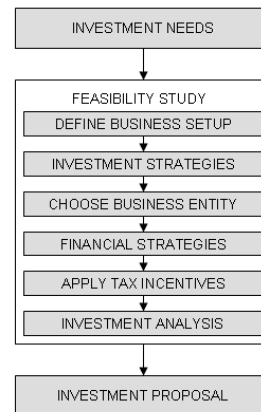 INVESTMENT NEEDS
FEASIBILITY STUDY
DEFINE BUSINESS SETUP
INVESTMENT STRATEGIES
CHOOSE BUSINESS ENTITY
FINANCIAL STRATEGIES
APPLY TAX INCENTIVES
INVESTMENT ANALYSIS
INVESTMENT PROPOSAL